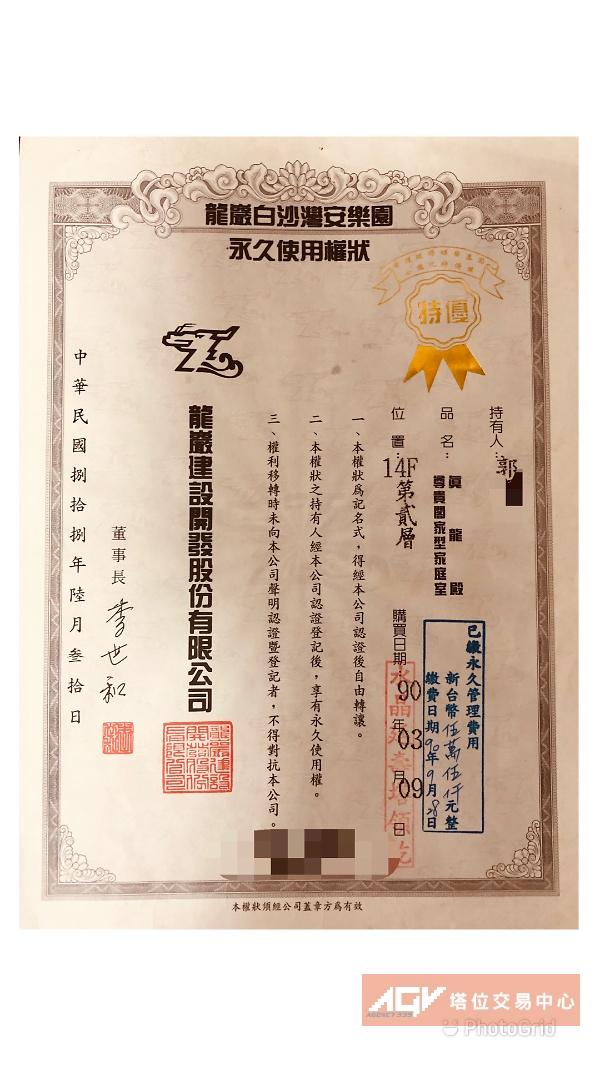 龍巖白沙灣安樂園
永久使用權狀
特優
持有人：郭
品名：真龍殿
尊貴閣家型家庭室
位置：14F第貳層
購買日期 90年03月09日
已繳永久管理費用
新台幣伍萬伍仟元整
繳費日期90年9月28日
一、本權狀為記名式，得經本公司認證後自由轉讓。
二、本權狀之持有人經本公司認證登記後，享有永久使用權。
三、權利移轉時未向本公司聲明認證暨登記者，不得對抗本公司。
龍巖建設開發股份有限公司
董事長 李世和
中華民國捌拾捌年陸月叁拾日
本權狀須經公司蓋章方為有效
AGV 塔位交易中心
AGENCY 339
PhotoGrid